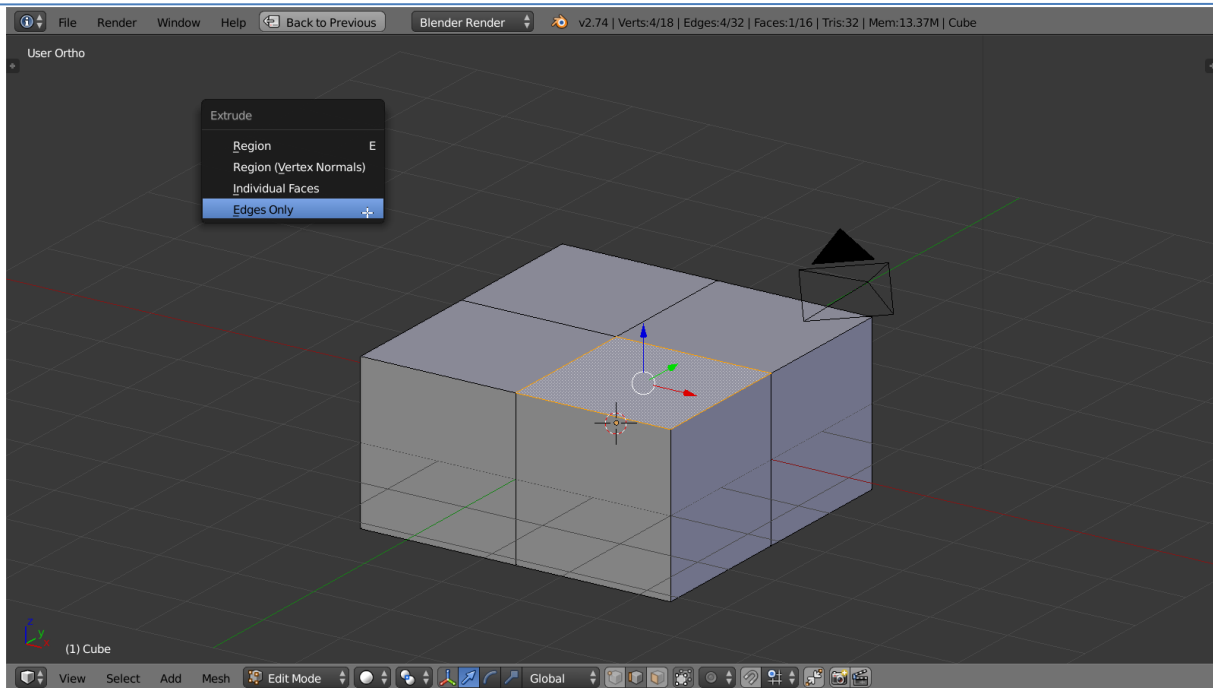 File Render Window Help Back to Previous Blender Render v2.74 | Verts:4/18 | Edges:4/32 | Faces:1/16 | Tris:32 | Mem:13.37M | Cube
User Ortho
Extrude
Region E
Region (Vertex Normals)
Individual Faces
Edges Only
z
y
x
(1) Cube
View Select Add Mesh Edit Mode Global